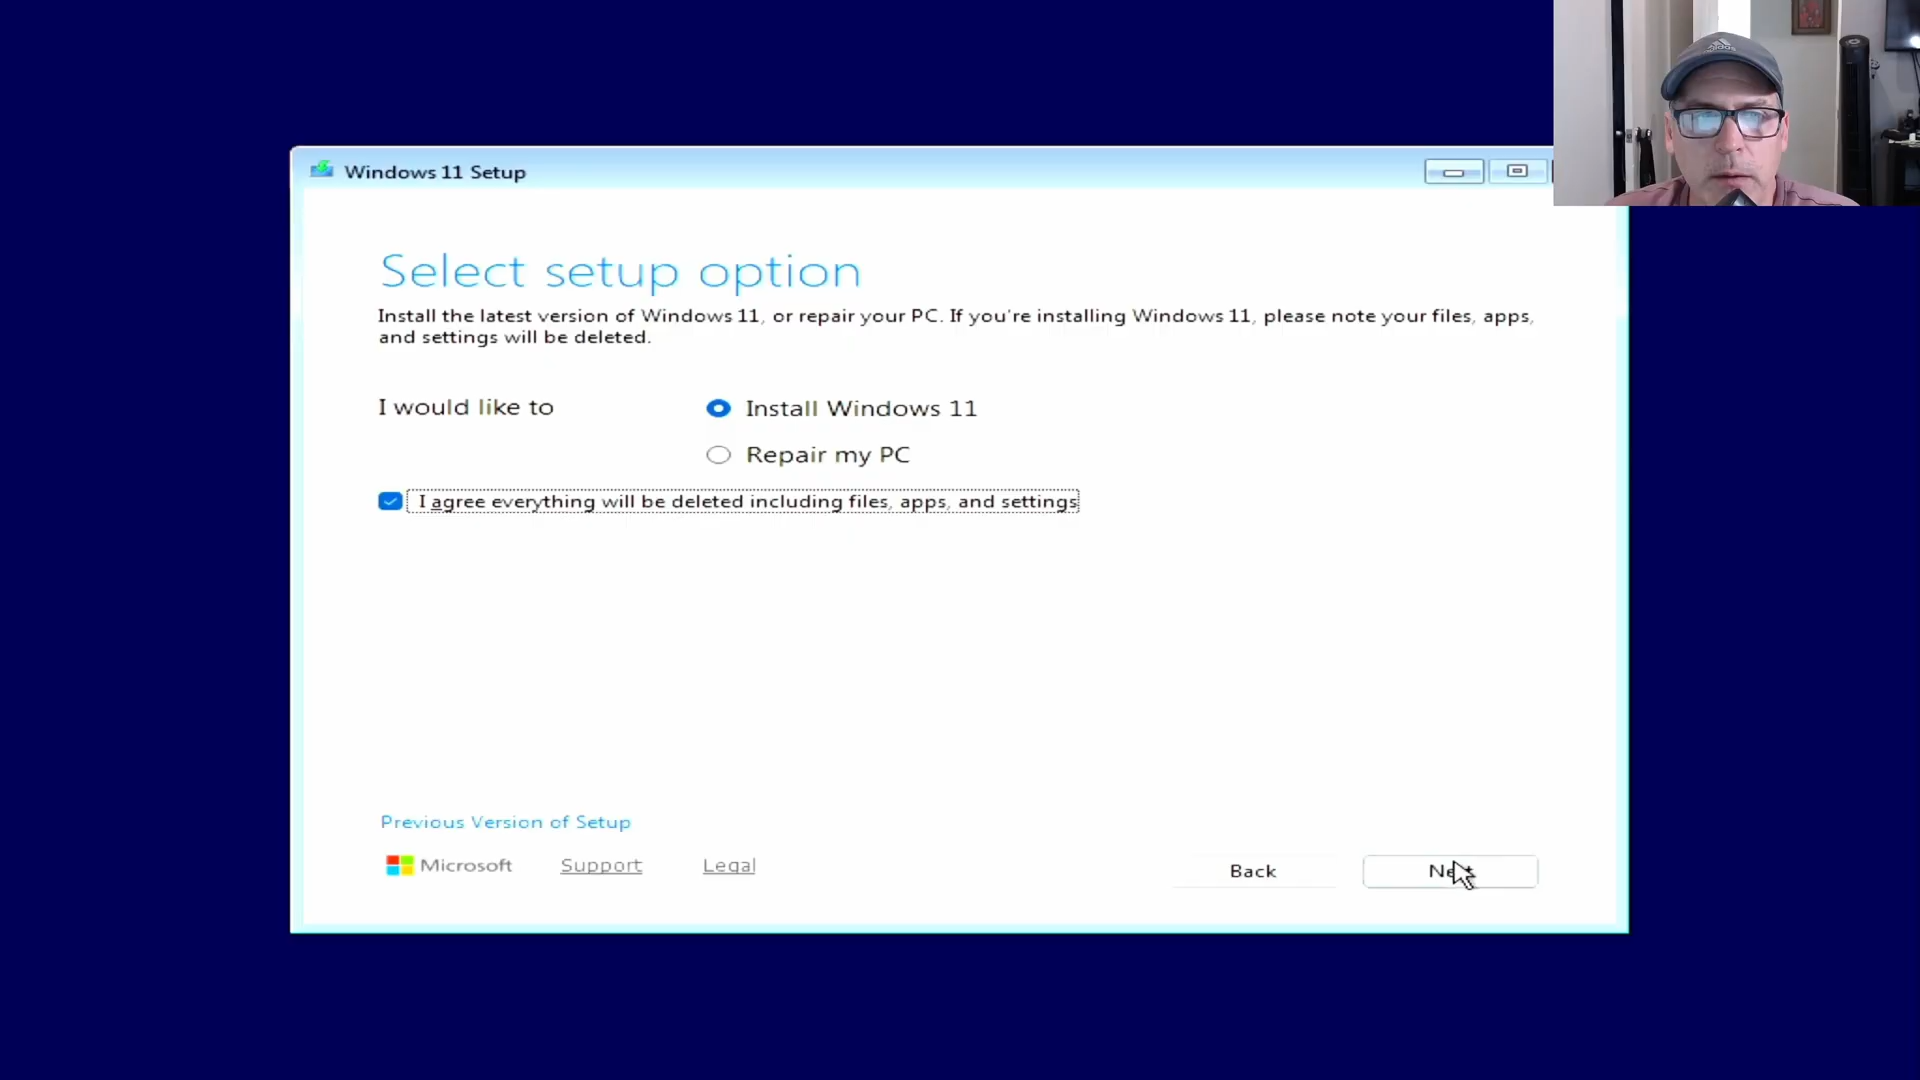 adidas
Windows 11 Setup
Select setup option
Install the latest version of Windows 11, or repair your PC. If you're installing Windows 11, please note your files, apps,
and settings will be deleted.
I would like to
Install Windows 11
Repair my PC
I agree everything will be deleted including files, apps, and settings
Previous Version of Setup
Microsoft Support Legal
Back Next